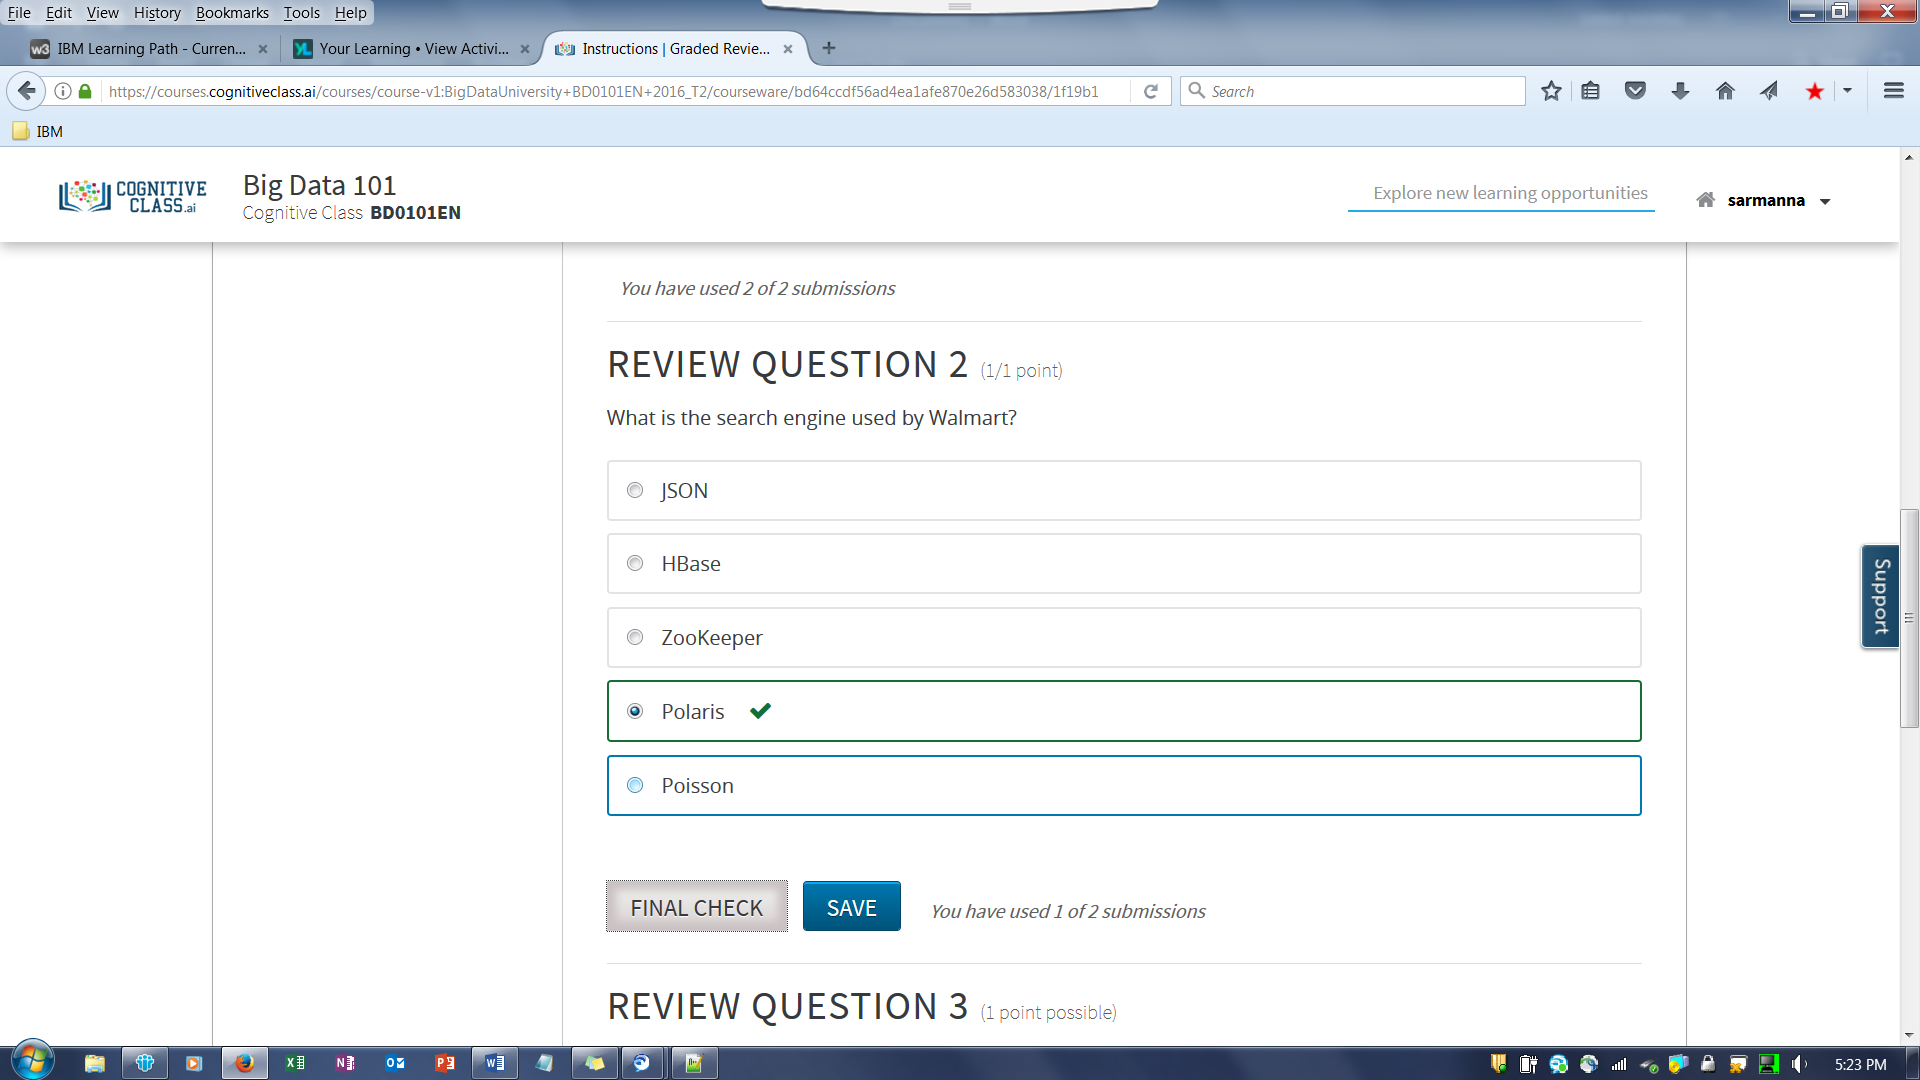 File Edit View History Bookmarks Tools Help
w3 IBM Learning Path - Curren...
YL Your Learning • View Activi...
Instructions | Graded Revie...
https://courses.cognitiveclass.ai/courses/course-v1:BigDataUniversity+BD0101EN+2016_T2/courseware/bd64ccdf56ad4ea1afe870e26d583038/1f19b1
Search
IBM
COGNITIVE
CLASS.ai
Big Data 101
Cognitive Class BD0101EN
Explore new learning opportunities
sarmanna
You have used 2 of 2 submissions
REVIEW QUESTION 2 (1/1 point)
What is the search engine used by Walmart?
JSON
HBase
ZooKeeper
Polaris
Poisson
Support
FINAL CHECK
SAVE
You have used 1 of 2 submissions
REVIEW QUESTION 3 (1 point possible)
5:23 PM